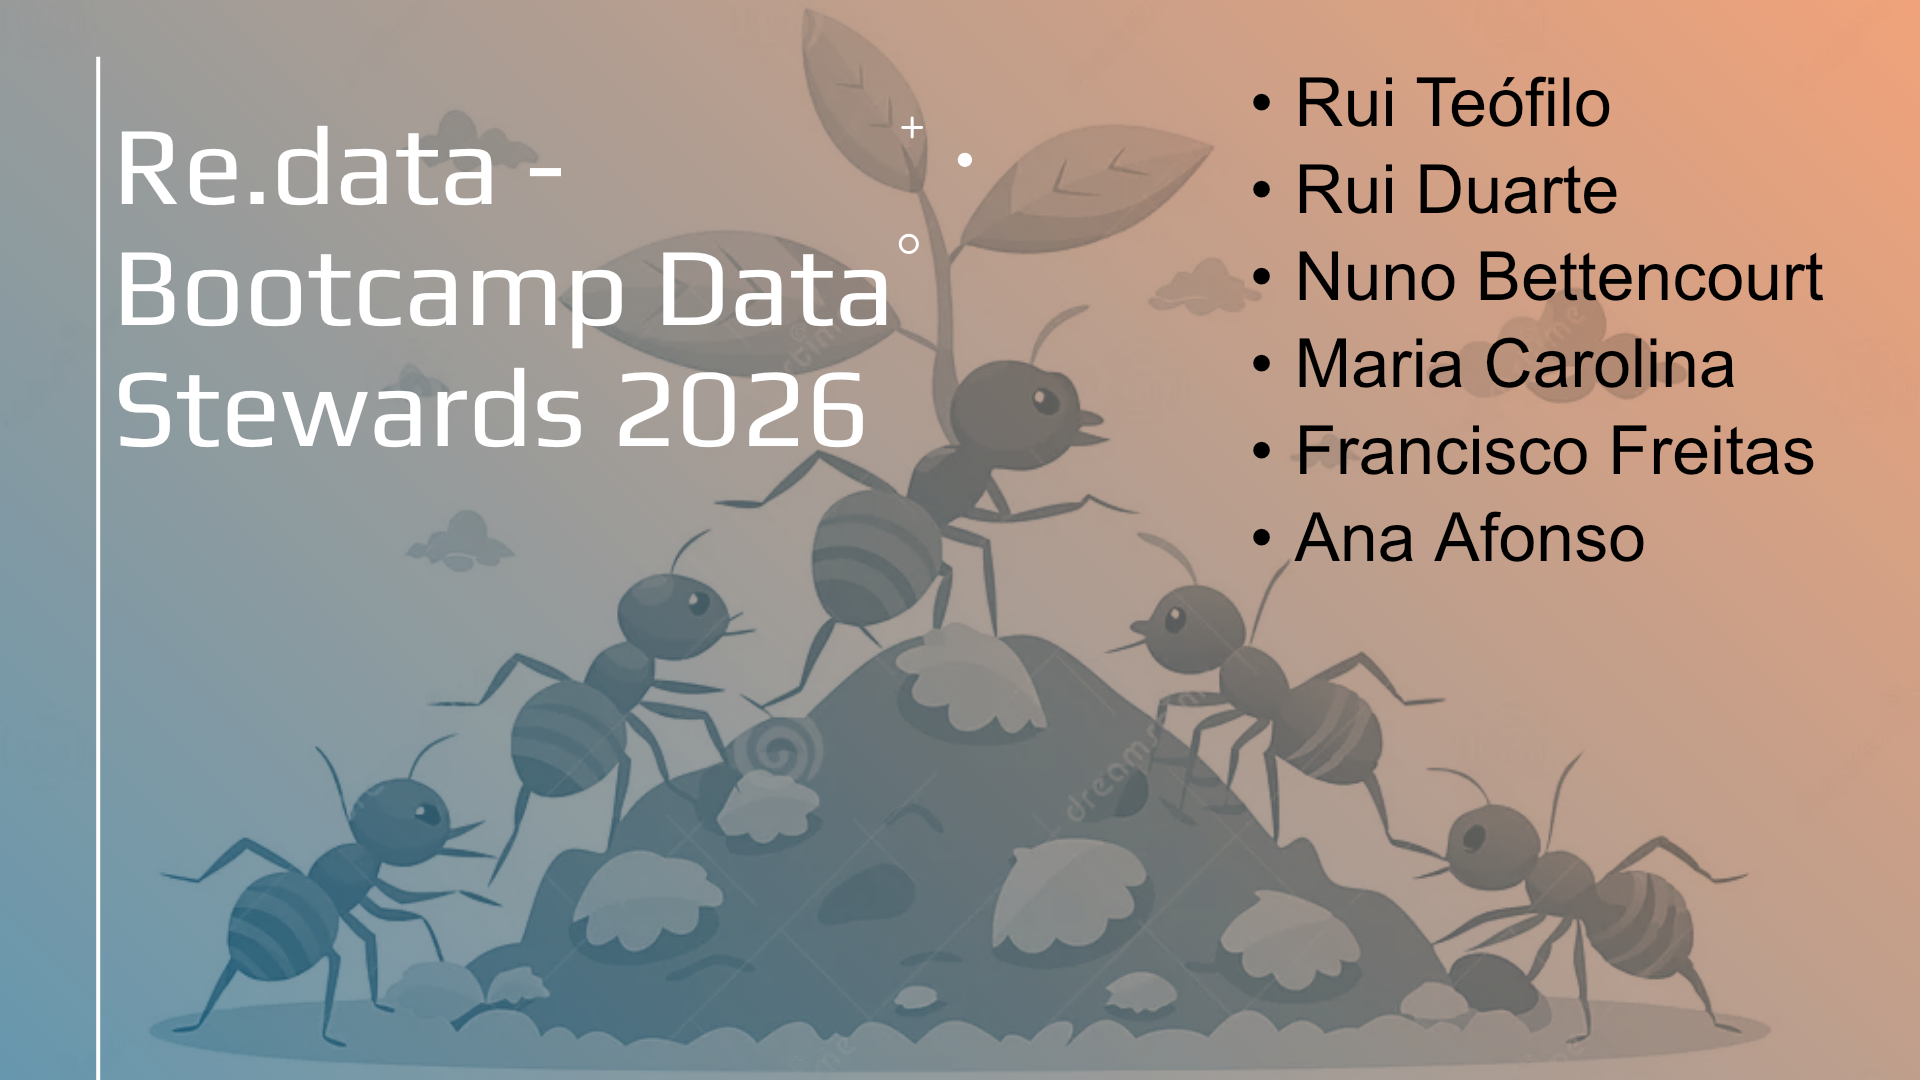 Re.data -
Bootcamp Data
Stewards 2026
• Rui Teófilo
• Rui Duarte
• Nuno Bettencourt
• Maria Carolina
• Francisco Freitas
• Ana Afonso